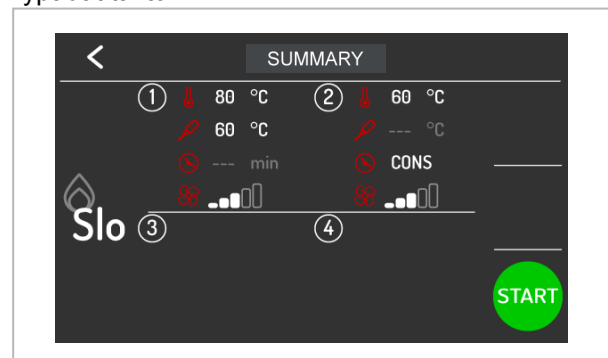 SUMMARY
① 80 °C ② 60 °C
60 °C --- °C
--- min CONS
Slo ③ ④
START